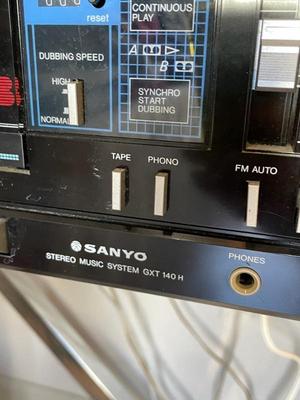 000
reset
CONTINUOUS
PLAY
DUBBING SPEED
A
B
HIGH
NORMAL
SYNCHRO
START
DUBBING
TAPE
PHONO
FM AUTO
SANYO
STEREO MUSIC SYSTEM GXT 140 H
PHONES